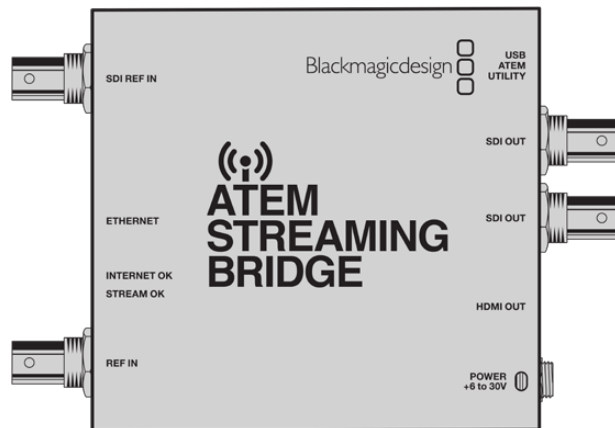 SDI REF IN
Blackmagicdesign
USB
ATEM
UTILITY
SDI OUT
ATEM
STREAMING
BRIDGE
ETHERNET
SDI OUT
INTERNET OK
STREAM OK
HDMI OUT
REF IN
POWER
+6 to 30V